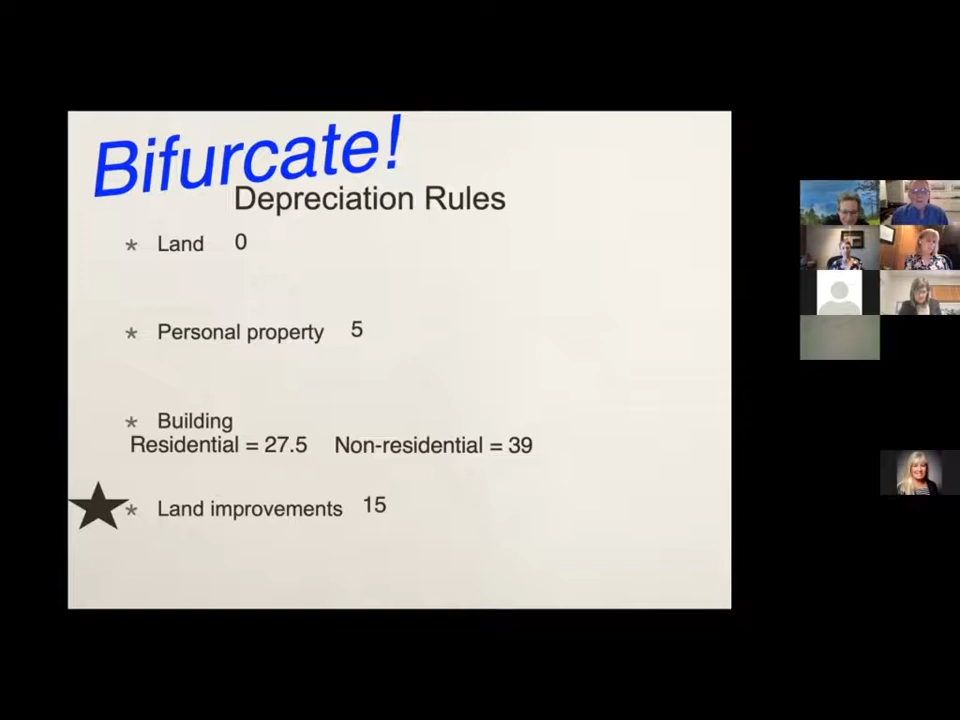 Bifurcate!
Depreciation Rules
* Land 0
* Personal property 5
* Building
Residential = 27.5 Non-residential = 39
* Land improvements 15